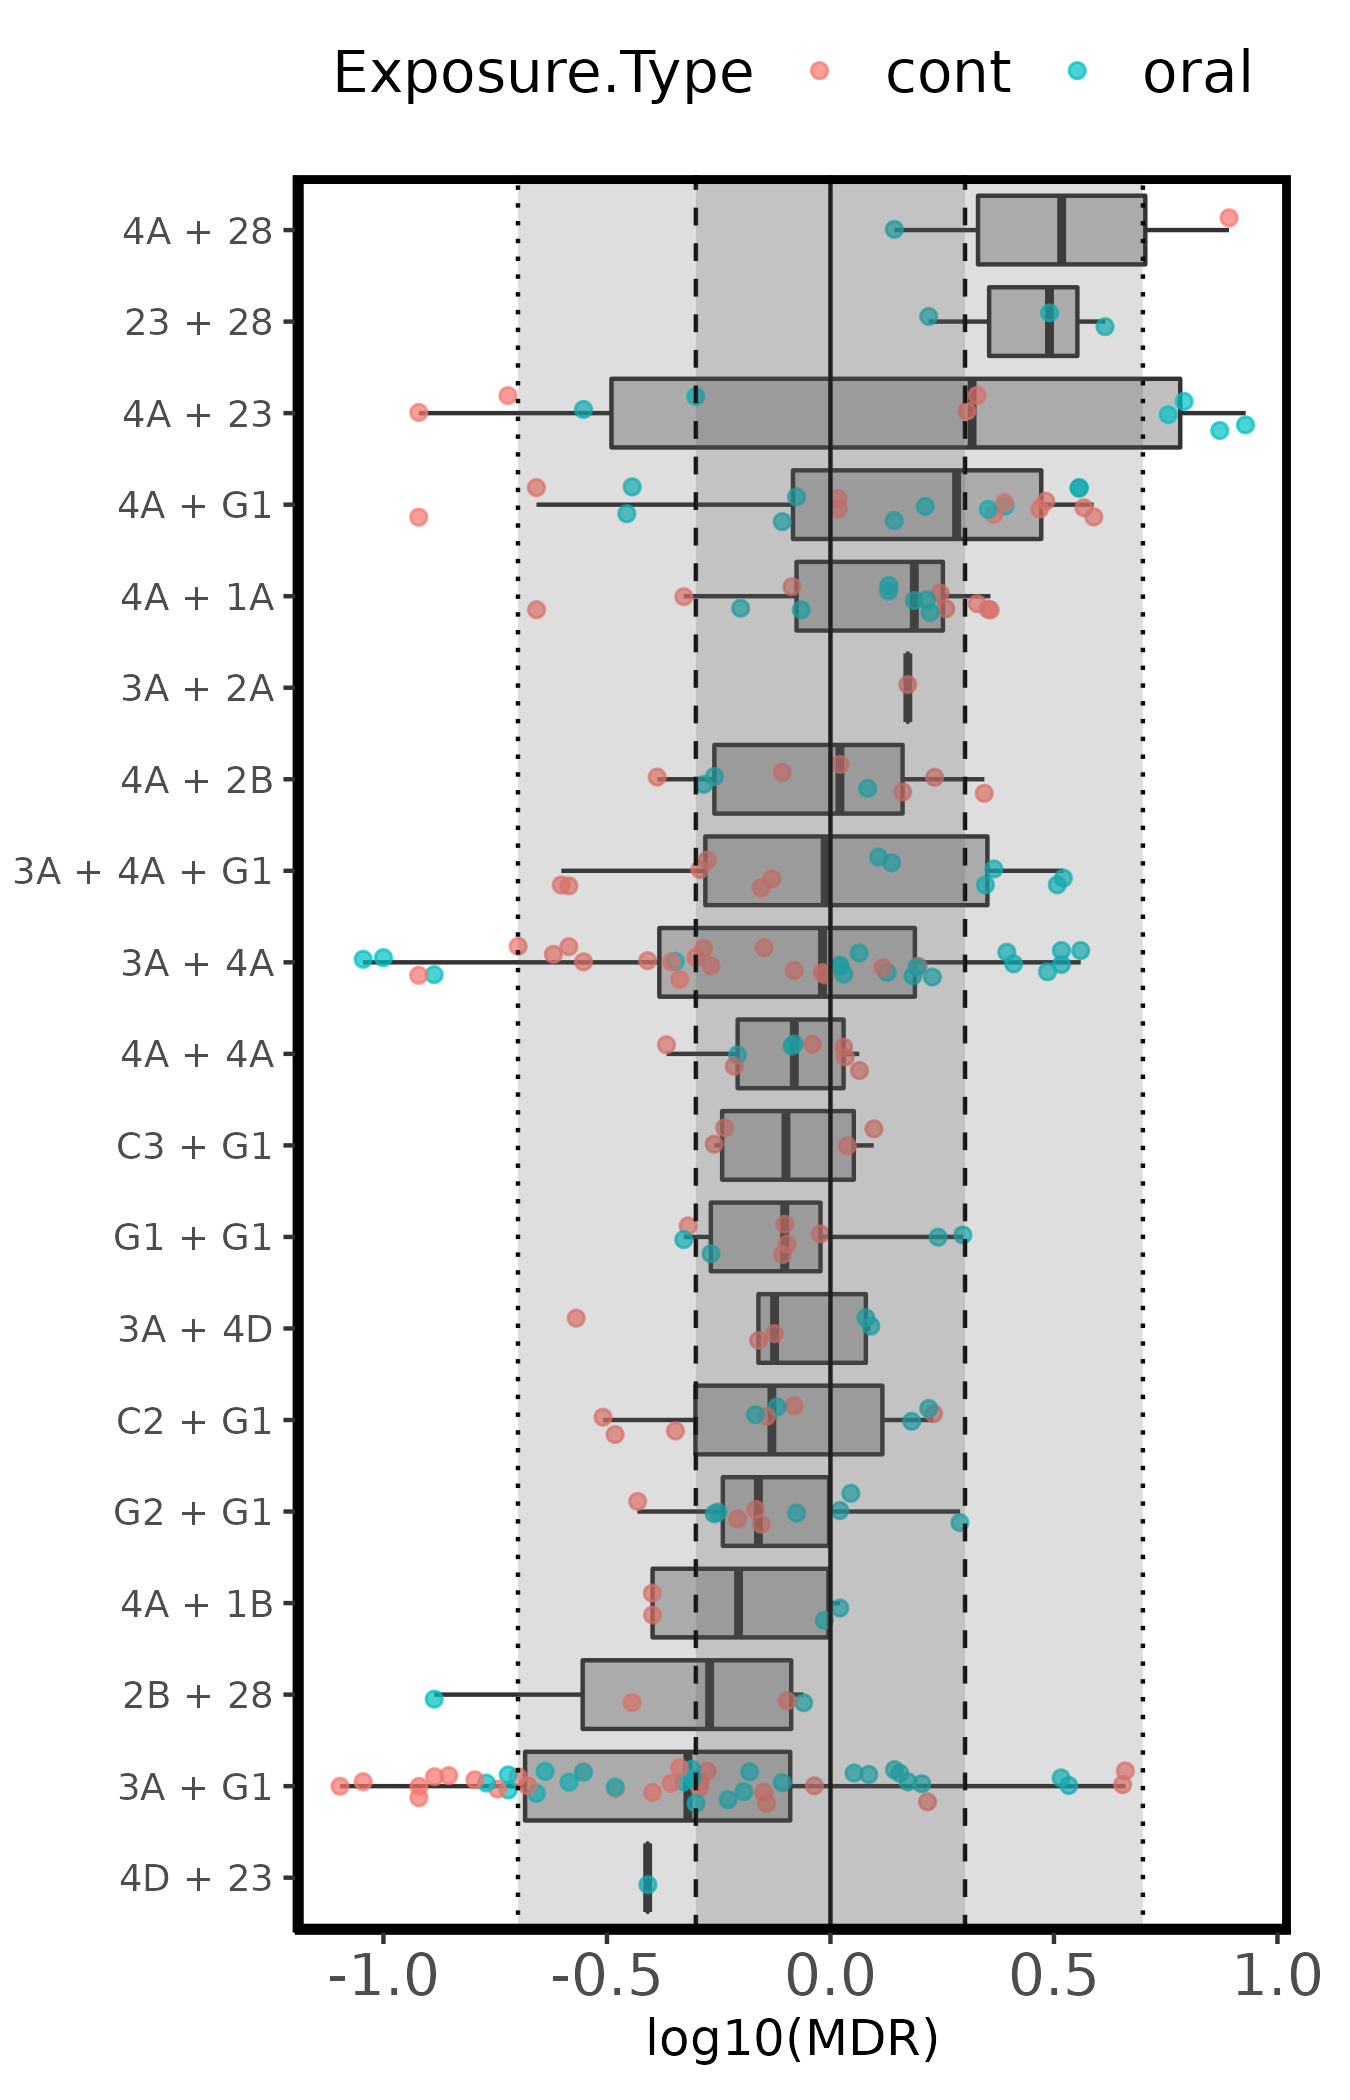 Exposure.Type cont oral
4A + 28
23 + 28
4A + 23
4A + G1
4A + 1A
3A + 2A
4A + 2B
3A + 4A + G1
3A + 4A
4A + 4A
C3 + G1
G1 + G1
3A + 4D
C2 + G1
G2 + G1
4A + 1B
2B + 28
3A + G1
4D + 23
-1.0 -0.5 0.0 0.5 1.0
log10(MDR)